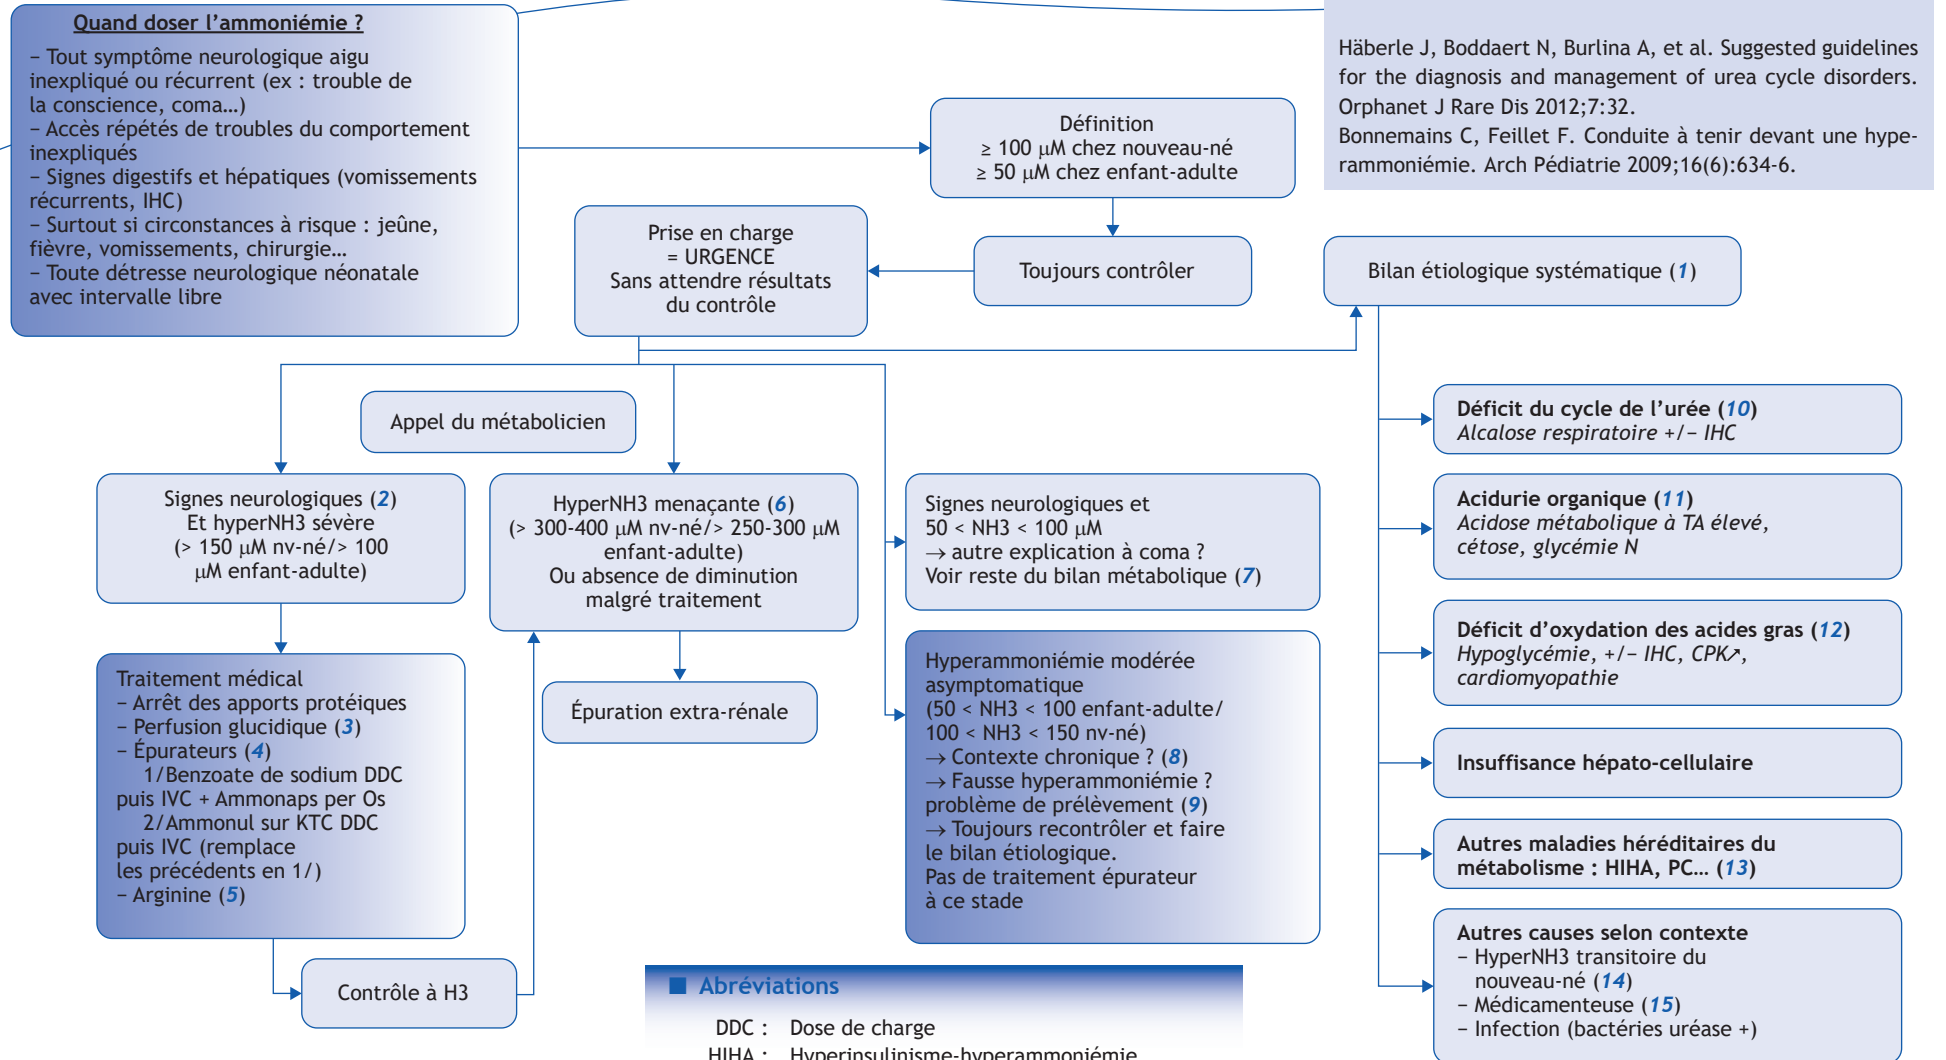 Quand doser l’ammoniémie ?
– Tout symptôme neurologique aigu
inexpliqué ou récurrent (ex : trouble de
la conscience, coma…)
– Accès répétés de troubles du comportement
inexpliqués
– Signes digestifs et hépatiques (vomissements
récurrents, IHC)
– Surtout si circonstances à risque : jeûne,
fièvre, vomissements, chirurgie…
– Toute détresse neurologique néonatale
avec intervalle libre
Définition
≥ 100 µM chez nouveau-né
≥ 50 µM chez enfant-adulte
Häberle J, Boddaert N, Burlina A, et al. Suggested guidelines
for the diagnosis and management of urea cycle disorders.
Orphanet J Rare Dis 2012;7:32.
Bonnemains C, Feillet F. Conduite à tenir devant une hype-
rammoniémie. Arch Pédiatrie 2009;16(6):634-6.
Prise en charge
= URGENCE
Sans attendre résultats
du contrôle
Toujours contrôler
Bilan étiologique systématique (1)
Appel du métabolicien
Signes neurologiques (2)
Et hyperNH3 sévère
(> 150 µM nv-né/> 100
µM enfant-adulte)
HyperNH3 menaçante (6)
(> 300-400 µM nv-né/> 250-300 µM
enfant-adulte)
Ou absence de diminution
malgré traitement
Signes neurologiques et
50 < NH3 < 100 µM
→ autre explication à coma ?
Voir reste du bilan métabolique (7)
Traitement médical
– Arrêt des apports protéiques
– Perfusion glucidique (3)
– Épurateurs (4)
1/Benzoate de sodium DDC
puis IVC + Ammonaps per Os
2/Ammonul sur KTC DDC
puis IVC (remplace
les précédents en 1/)
– Arginine (5)
Épuration extra-rénale
Hyperammoniémie modérée
asymptomatique
(50 < NH3 < 100 enfant-adulte/
100 < NH3 < 150 nv-né)
→ Contexte chronique ? (8)
→ Fausse hyperammoniémie ?
problème de prélèvement (9)
→ Toujours recontrôler et faire
le bilan étiologique.
Pas de traitement épurateur
à ce stade
Contrôle à H3
Déficit du cycle de l’urée (10)
Alcalose respiratoire +/− IHC
Acidurie organique (11)
Acidose métabolique à TA élevé,
cétose, glycémie N
Déficit d’oxydation des acides gras (12)
Hypoglycémie, +/− IHC, CPK↗,
cardiomyopathie
Insuffisance hépato-cellulaire
Autres maladies héréditaires du
métabolisme : HIHA, PC… (13)
Autres causes selon contexte
– HyperNH3 transitoire du
nouveau-né (14)
– Médicamenteuse (15)
– Infection (bactéries uréase +)
■ Abréviations
DDC : Dose de charge
HIHA : Hyperinsulinisme-hyperammoniémie